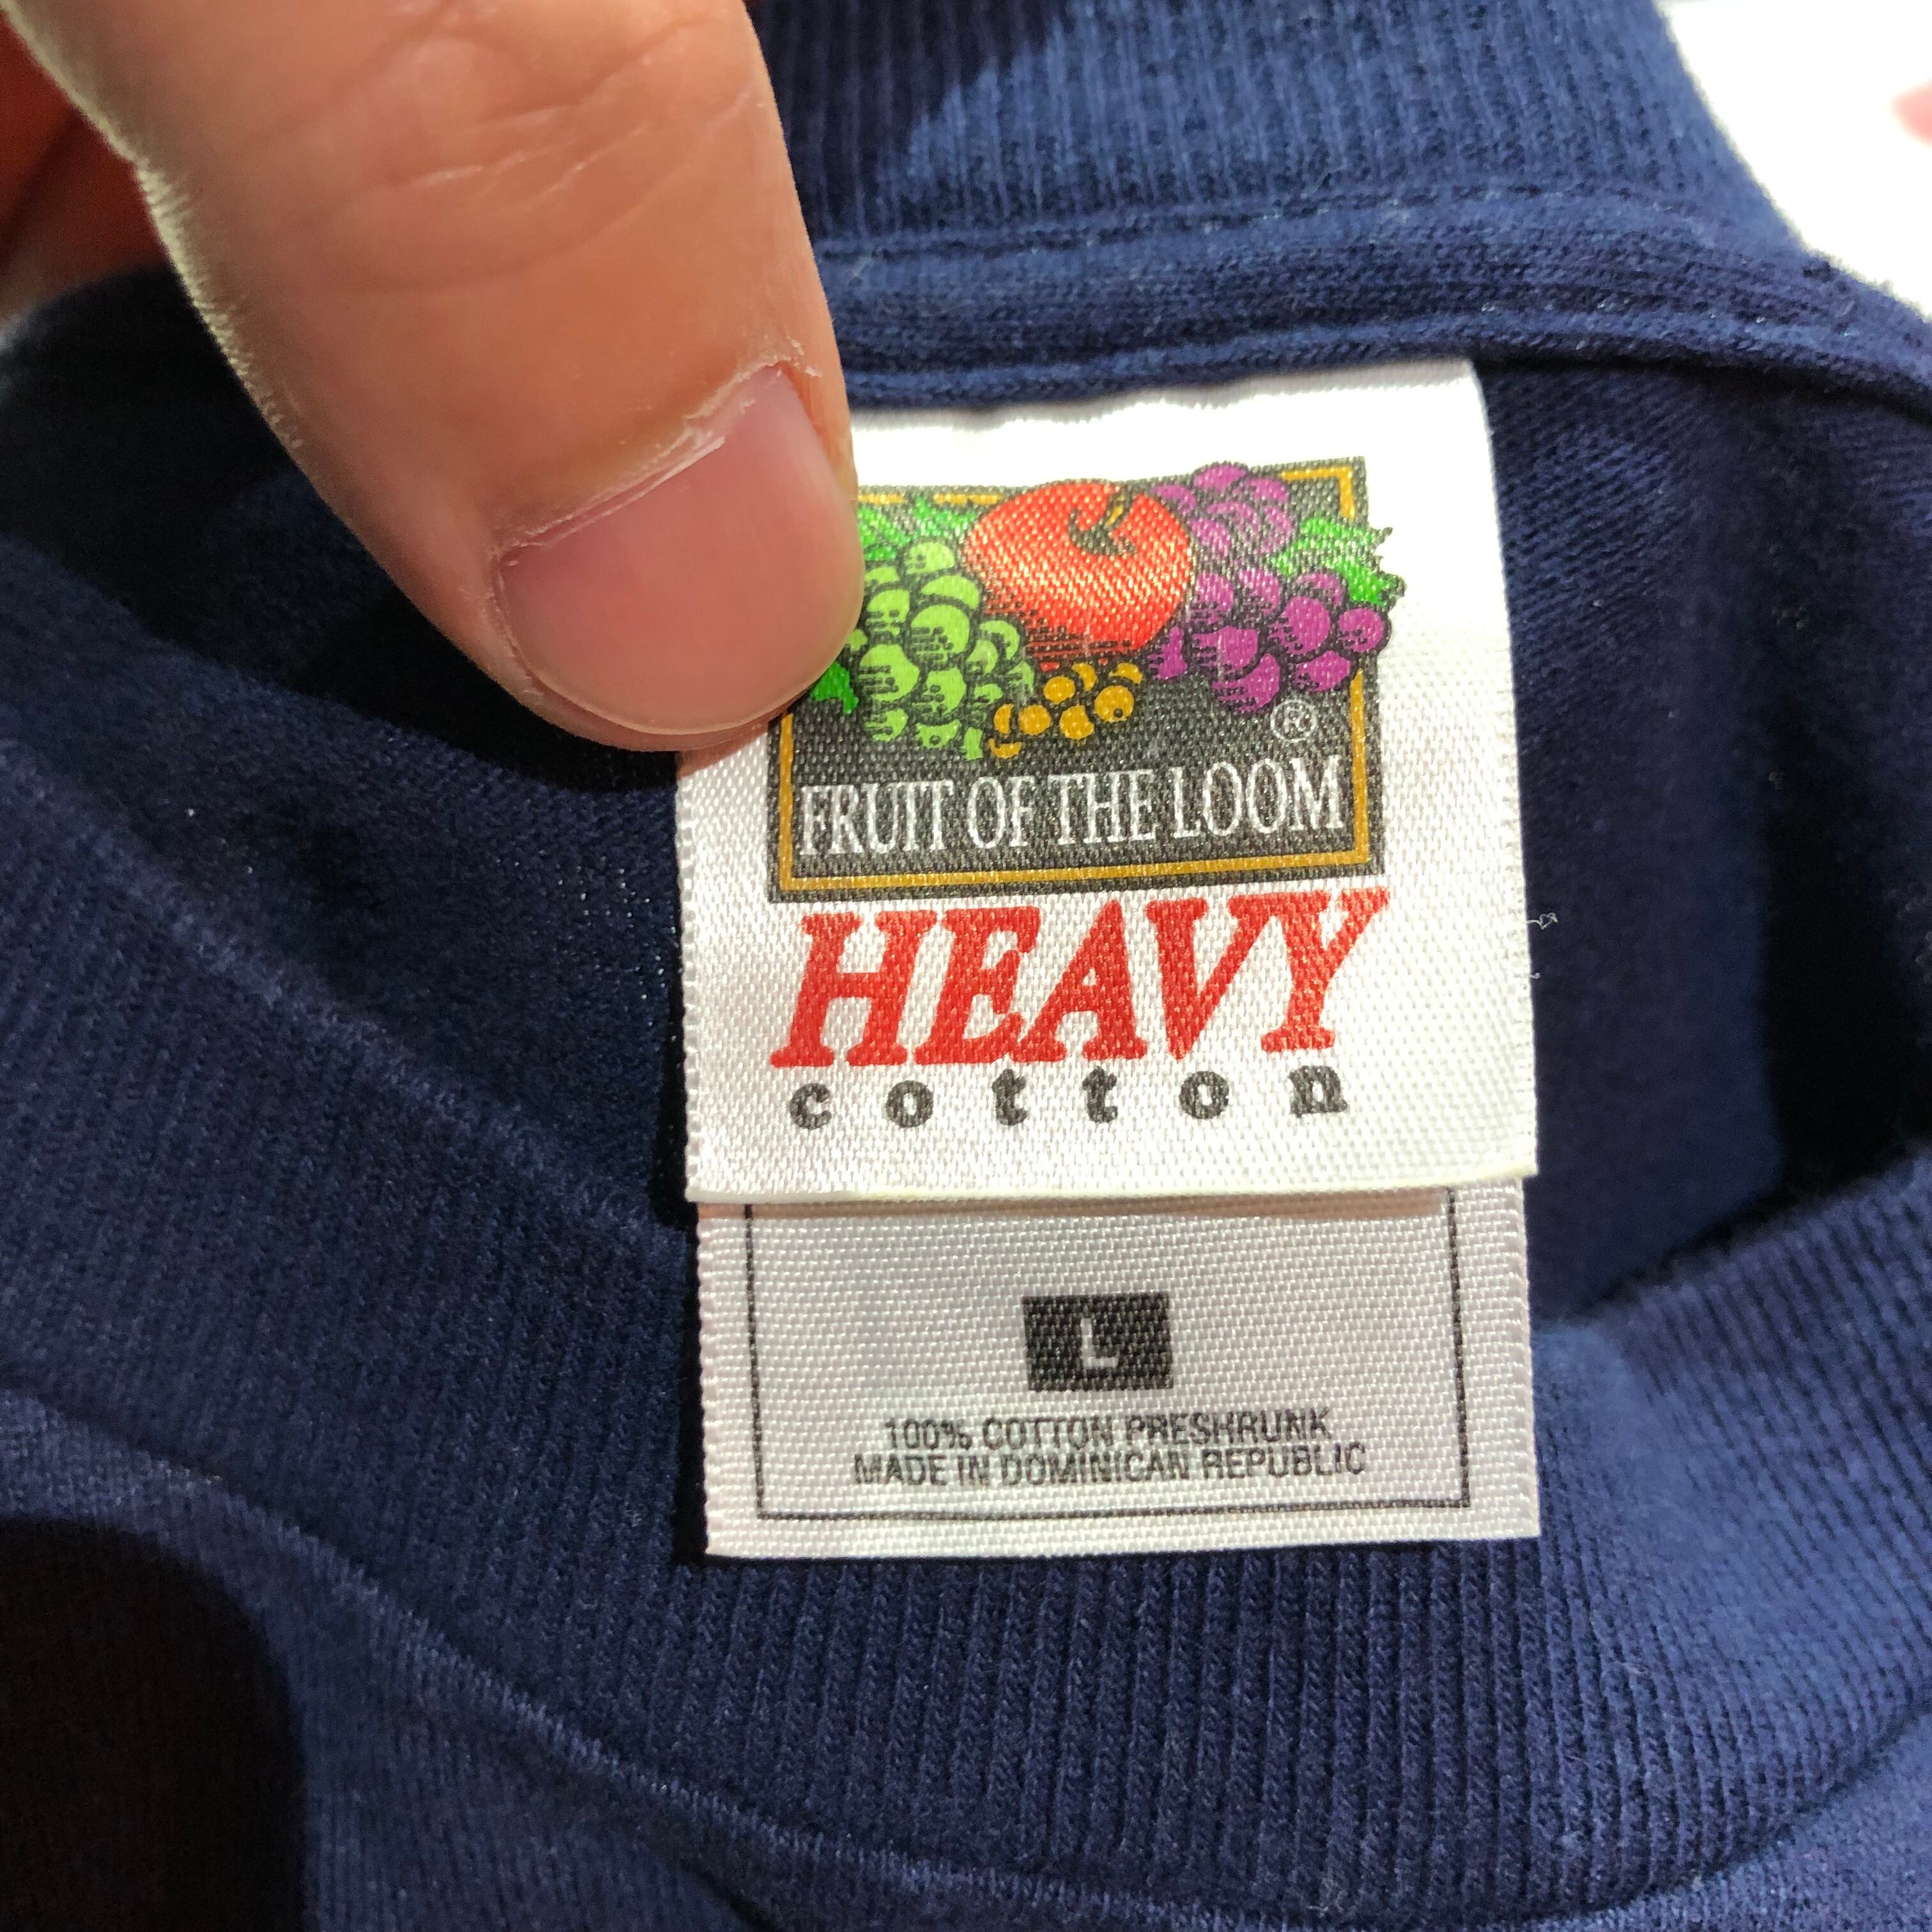 ®
FRUIT OF THE LOOM
HEAVY
cotton
L
100% COTTON PRESHRUNK
MADE IN DOMINICAN REPUBLIC